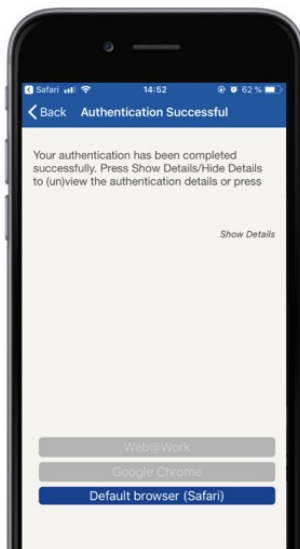 Safari 14:52 62 %
Back Authentication Successful
Your authentication has been completed
successfully. Press Show Details/Hide Details
to (un)view the authentication details or press
Show Details
Web@Work
Google Chrome
Default browser (Safari)